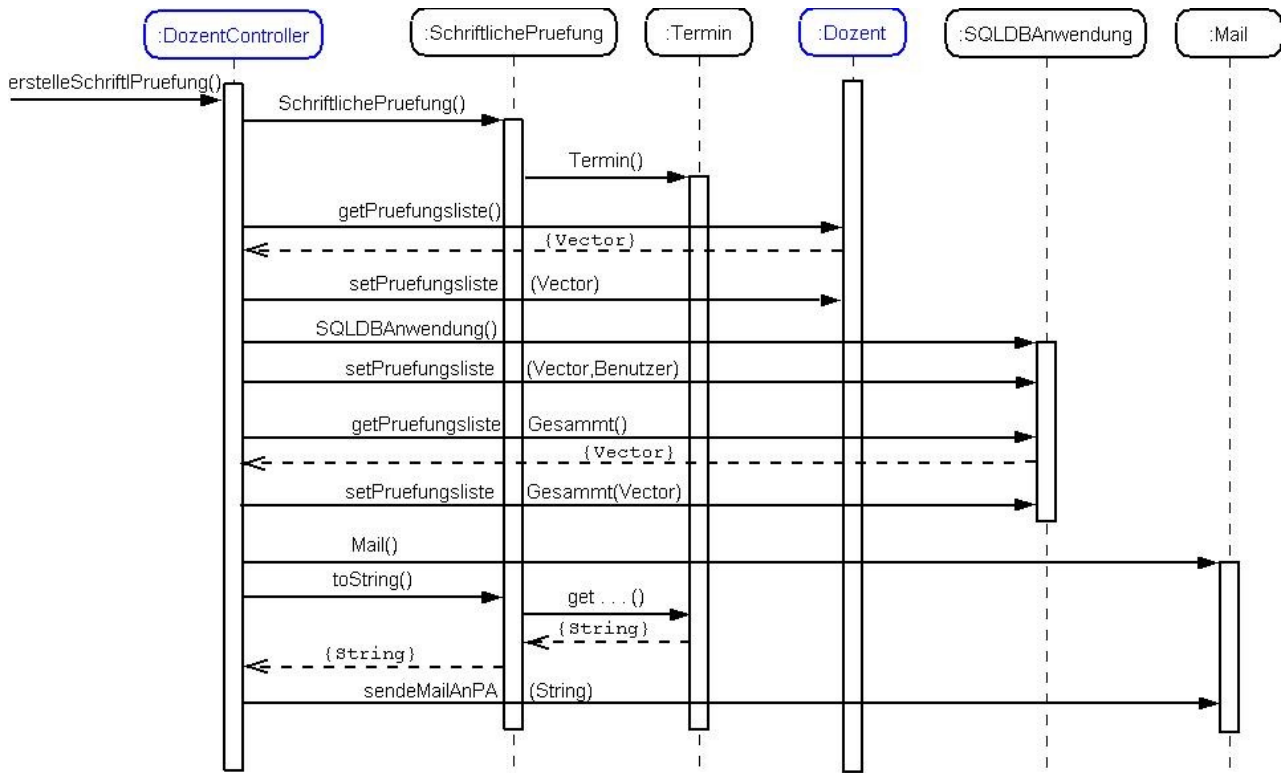 :DozentController
:SchriftlichePruefung
:Termin
:Dozent
:SQLDBAnwendung
:Mail
erstelleSchriftlPruefung()
SchriftlichePruefung()
Termin()
getPruefungsliste()
{Vector}
setPruefungsliste (Vector)
SQLDBAnwendung()
setPruefungsliste (Vector,Benutzer)
getPruefungsliste Gesammt()
{Vector}
setPruefungsliste Gesammt(Vector)
Mail()
toString()
get . . . ()
{String}
{String}
sendeMailAnPA (String)